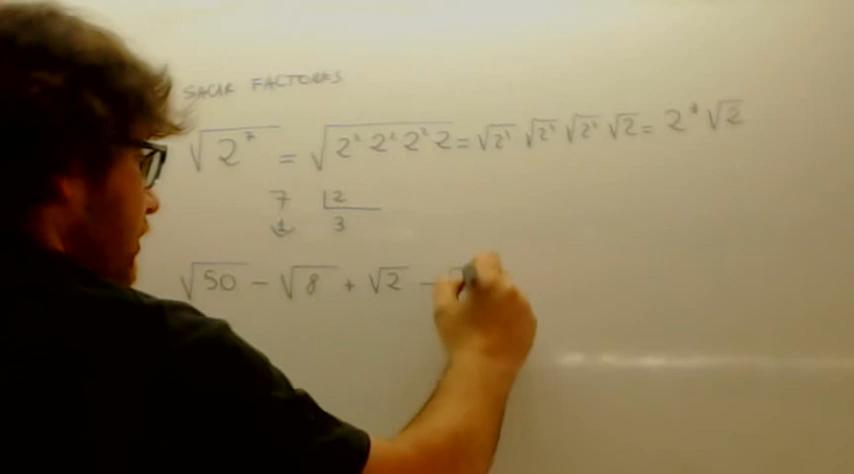 SACAR FACTORES
√2⁷ = √2² 2² 2² 2 = √2² √2² √2² √2 = 2³ √2
7 |2
1 3
√50 - √8 + √2 -